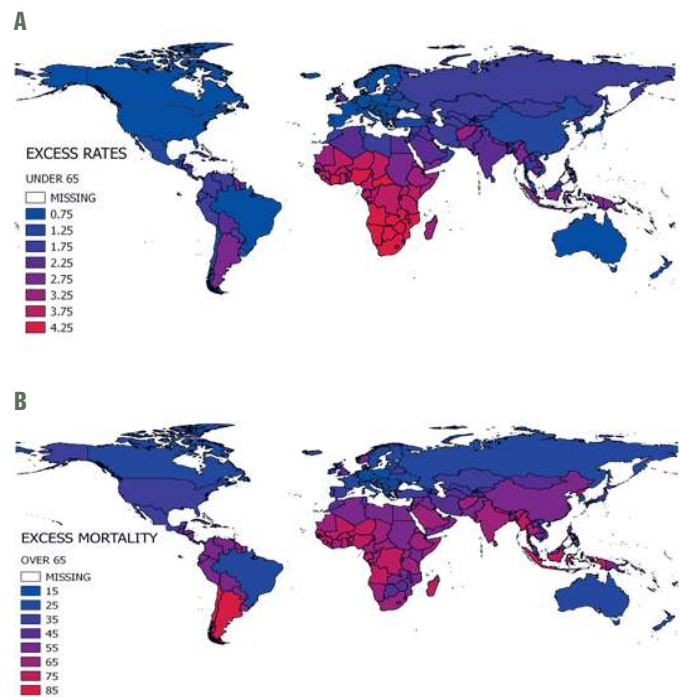 A
EXCESS RATES
UNDER 65
MISSING
0.75
1.25
1.75
2.25
2.75
3.25
3.75
4.25
B
EXCESS MORTALITY
OVER 65
MISSING
15
25
35
45
55
65
75
85